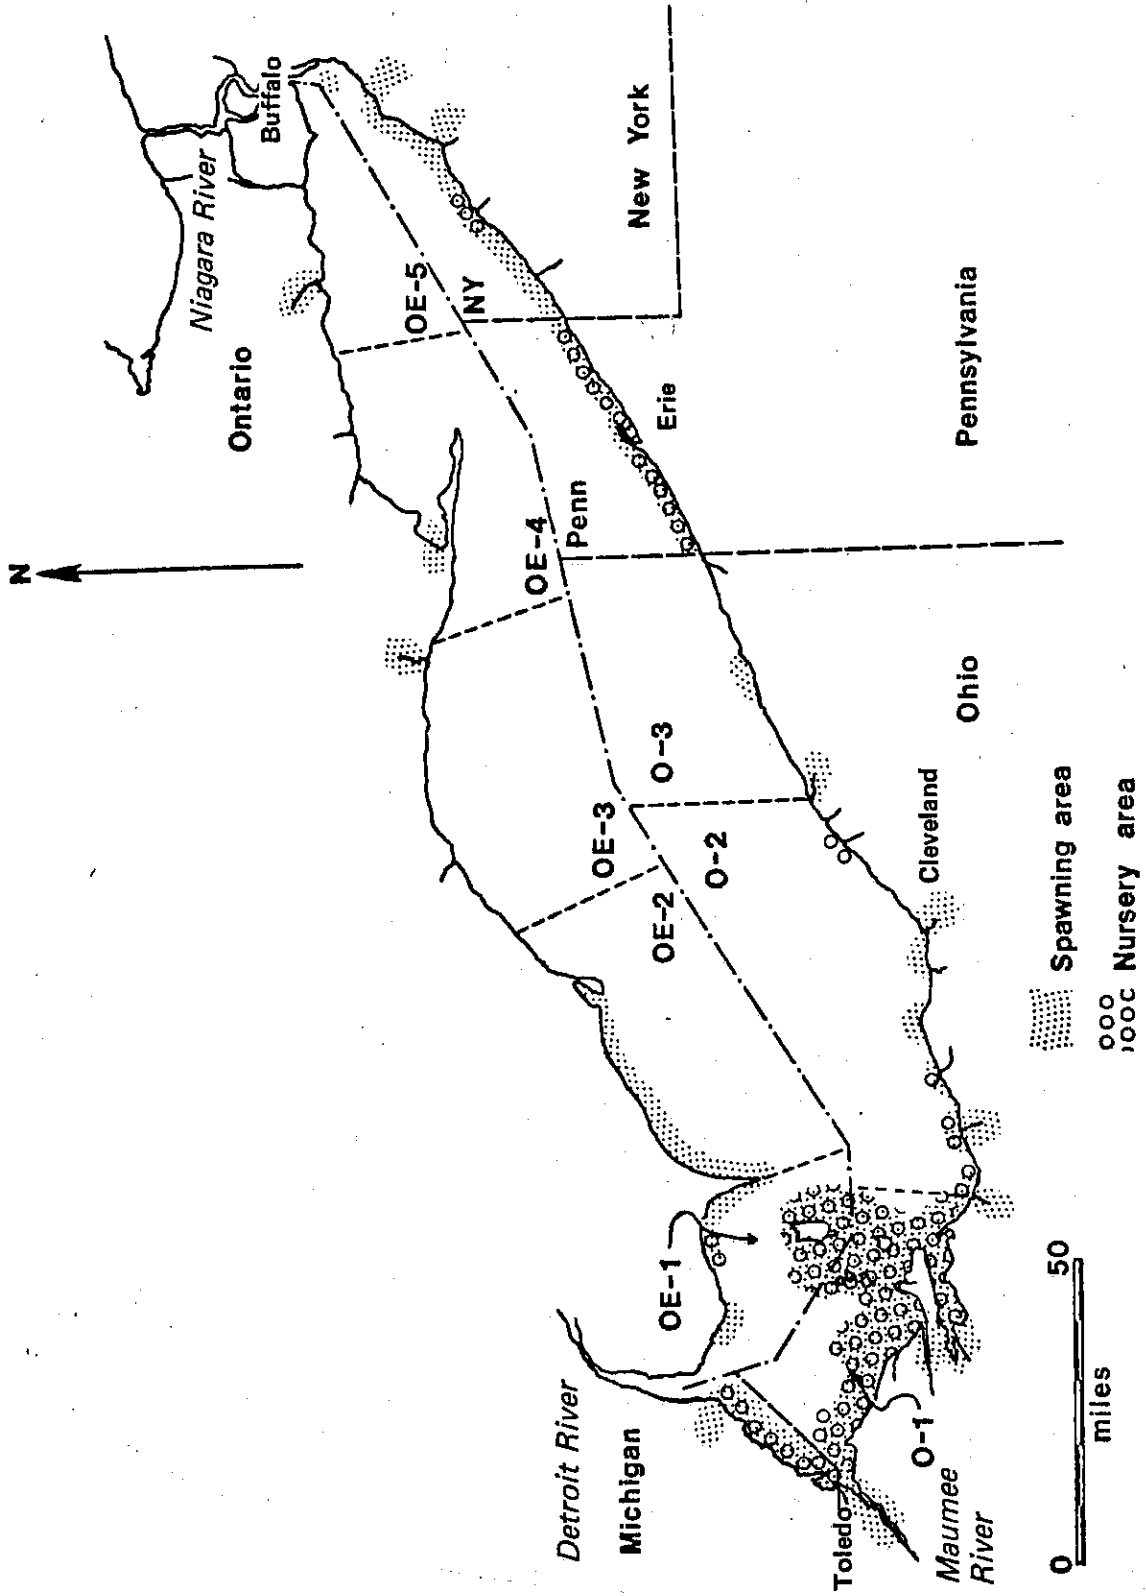 N
Niagara River
Buffalo
Ontario
OE-5
NY
New York
OE-4
Penn
Erie
Pennsylvania
OE-3
O-3
OE-2
O-2
Ohio
Cleveland
OE-1
Detroit River
Michigan
Toledo
O-1
Maumee
River
Spawning area
Nursery area
0
50
miles